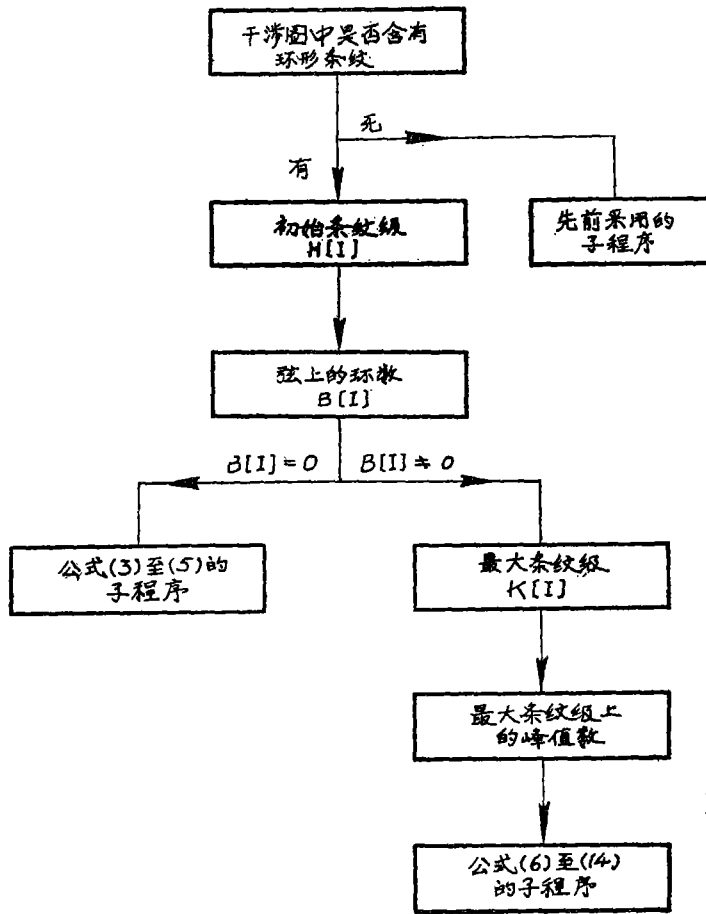 干涉图中是否含有
环形条纹
死
有
初始条纹级
H[I]
先前采用的
子程序
弦上的环数
B[I]
B[I]=0
B[I]≠0
公式(3)至(5)的
子程序
最大条纹级
K[I]
最大条纹级上
的峰值数
公式(6)至(14)
的子程序